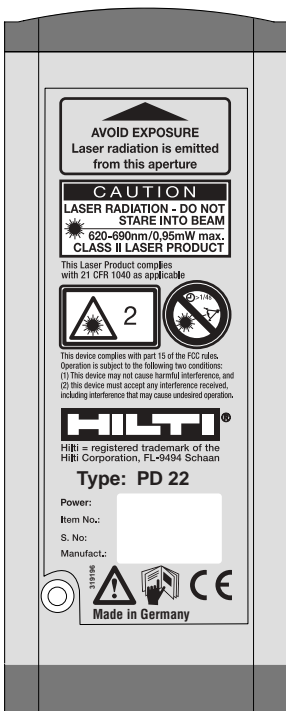 AVOID EXPOSURE
Laser radiation is emitted
from this aperture
CAUTION
LASER RADIATION - DO NOT
STARE INTO BEAM
620-690nm/0,95mW max.
CLASS II LASER PRODUCT
This Laser Product complies
with 21 CFR 1040 as applicable
2
>1/4s
This device complies with part 15 of the FCC rules.
Operation is subject to the following two conditions:
(1) This device may not cause harmful interference, and
(2) this device must accept any interference received,
including interference that may cause undesired operation.
HILTI®
Hilti = registered trademark of the
Hilti Corporation, FL-9494 Schaan
Type: PD 22
Power:
Item No.:
S. No:
Manufact.:
319196
CE
Made in Germany